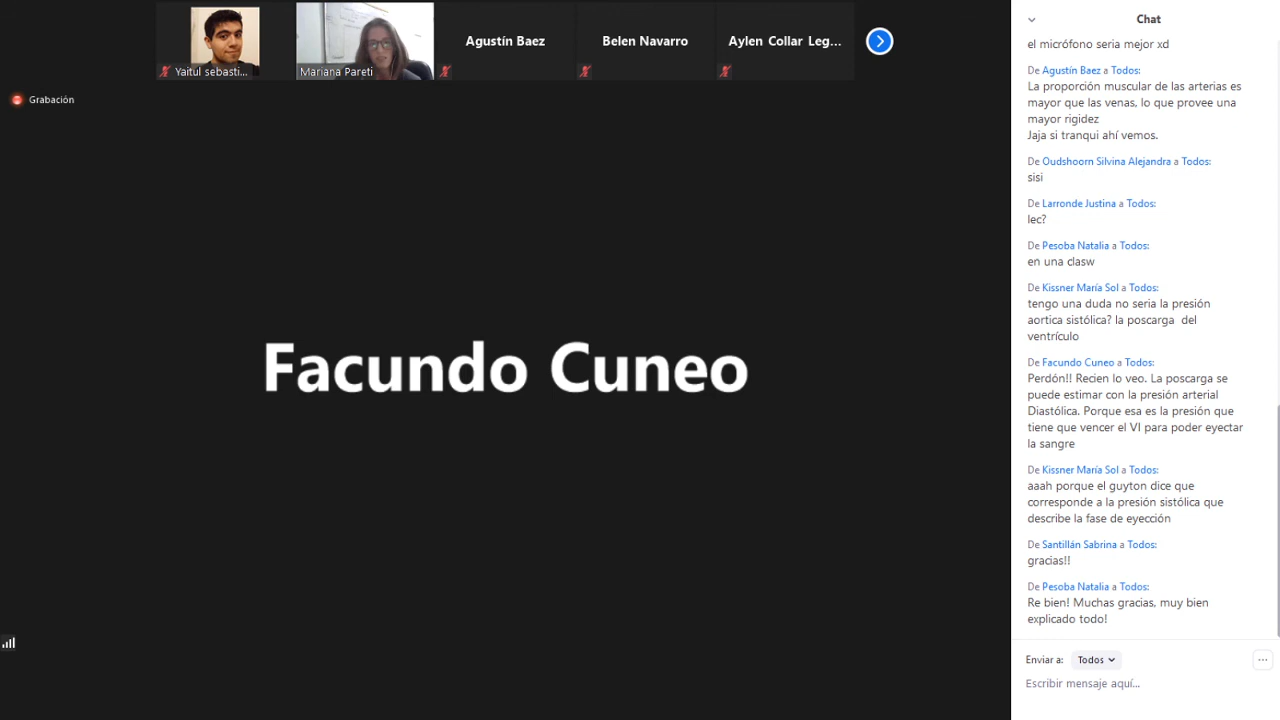 Yaitul sebasti...
Mariana Pareti
Agustín Baez
Belen Navarro
Aylen Collar Leg...
Grabación
Facundo Cuneo
Chat
el micrófono seria mejor xd
De Agustín Baez a Todos:
La proporción muscular de las arterias es
mayor que las venas, lo que provee una
mayor rigidez
Jaja si tranqui ahí vemos.
De Oudshoorn Silvina Alejandra a Todos:
sisi
De Larronde Justina a Todos:
lec?
De Pesoba Natalia a Todos:
en una clasw
De Kissner María Sol a Todos:
tengo una duda no seria la presión
aortica sistólica? la poscarga del
ventrículo
De Facundo Cuneo a Todos:
Perdón!! Recien lo veo. La poscarga se
puede estimar con la presión arterial
Diastólica. Porque esa es la presión que
tiene que vencer el VI para poder eyectar
la sangre
De Kissner María Sol a Todos:
aaah porque el guyton dice que
corresponde a la presión sistólica que
describe la fase de eyección
De Santillán Sabrina a Todos:
gracias!!
De Pesoba Natalia a Todos:
Re bien! Muchas gracias, muy bien
explicado todo!
Enviar a: Todos
Escribir mensaje aquí...